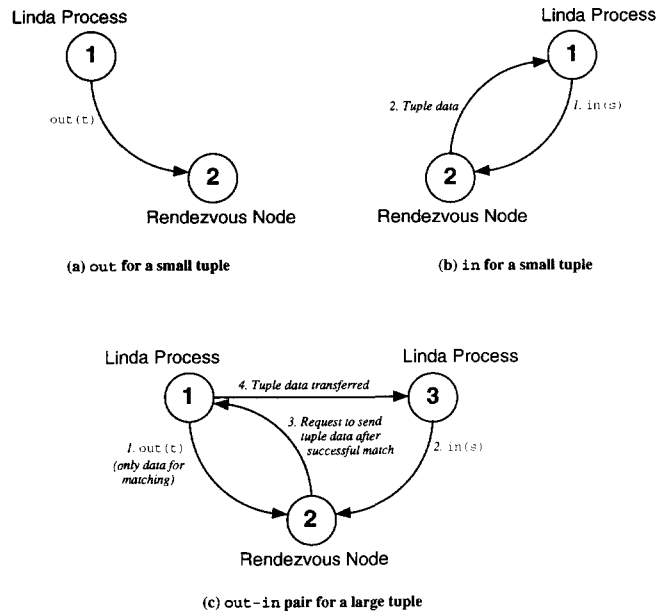 Linda Process
1
out(t)
2
Rendezvous Node
(a) out for a small tuple
Linda Process
1
2. Tuple data
1. in(s)
2
Rendezvous Node
(b) in for a small tuple
Linda Process
Linda Process
1
4. Tuple data transferred
3
3. Request to send
tuple data after
successful match
1. out(t)
(only data for
matching)
2. in(s)
2
Rendezvous Node
(c) out-in pair for a large tuple